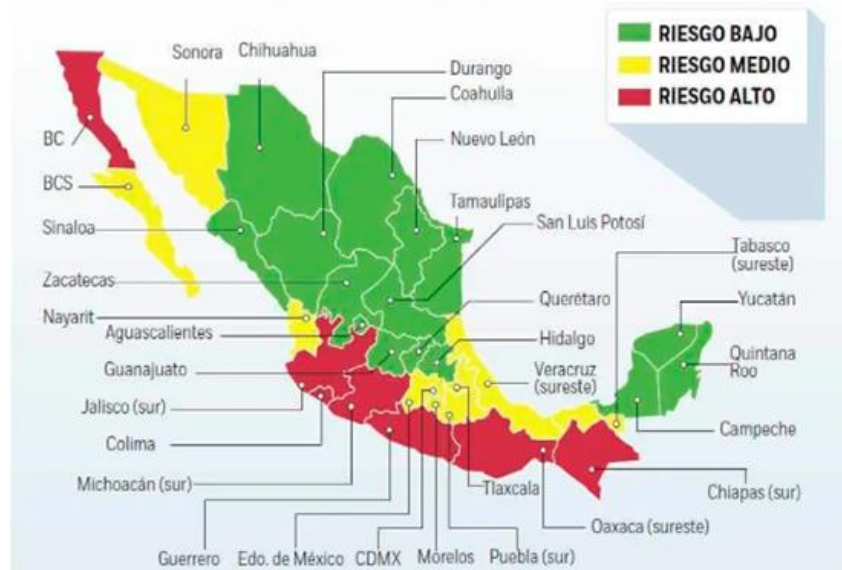 RIESGO BAJO
RIESGO MEDIO
RIESGO ALTO
Sonora
Chihuahua
Durango
Coahuila
BC
Nuevo León
BCS
Tamaulipas
San Luis Potosí
Sinaloa
Tabasco
(sureste)
Zacatecas
Querétaro
Yucatán
Nayarit
Aguascalientes
Hidalgo
Guanajuato
Veracruz
(sureste)
Quintana
Roo
Jalisco (sur)
Colima
Campeche
Michoacán (sur)
Tlaxcala
Chiapas (sur)
Oaxaca (sureste)
Guerrero
Edo. de México
CDMX
Morelos
Puebla (sur)